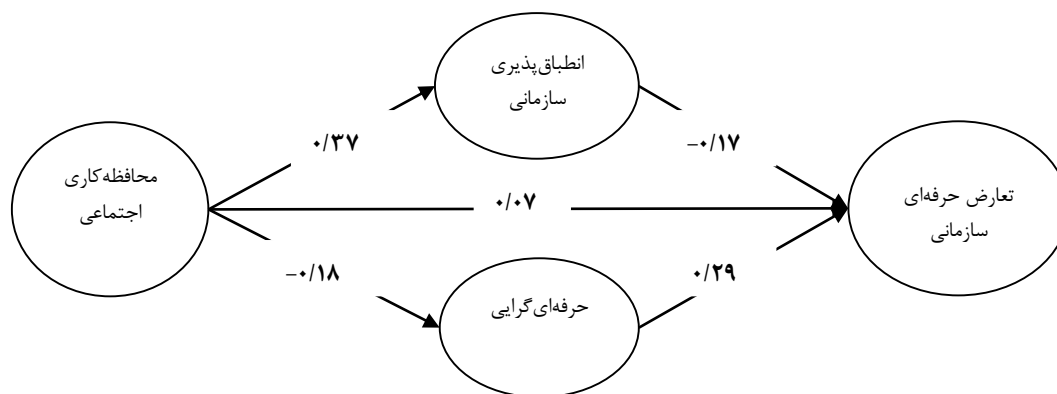 انطباق‌پذیری
سازمانی
۰/۳۷
-۰/۱۷
محافظه‌کاری
اجتماعی
۰/۰۷
تعارض حرفه‌ای
سازمانی
-۰/۱۸
۰/۲۹
حرفه‌ای‌گرایی